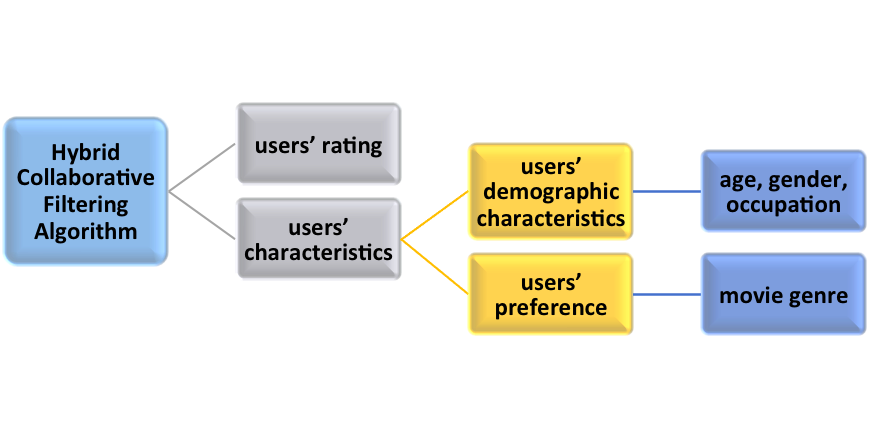 Hybrid
Collaborative
Filtering
Algorithm
users’ rating
users’
characteristics
users’
demographic
characteristics
users’
preference
age, gender,
occupation
movie genre